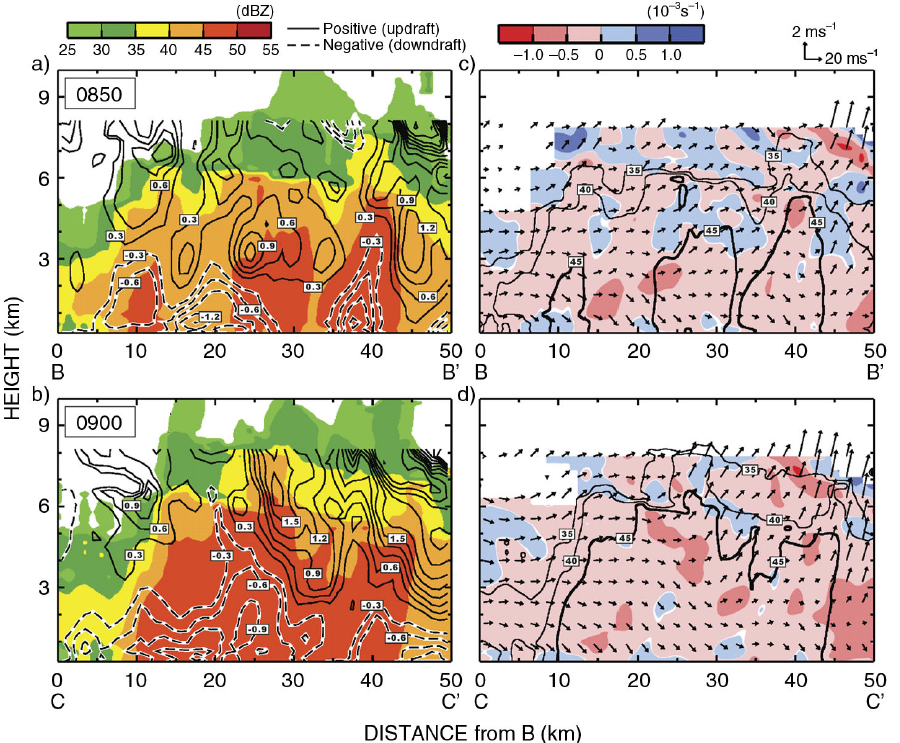 (dBZ)
25 30 35 40 45 50 55
Positive (updraft)
Negative (downdraft)
(10⁻³s⁻¹)
−1.0 −0.5 0 0.5 1.0
2 ms⁻¹
20 ms⁻¹
a)
0850
9
6
3
0.6
0.3
0.3
-0.3
-0.6
-1.2
-0.6
0.9
0.6
0.3
0.3
-0.3
0.9
1.2
0.6
0 10 20 30 40 50
B B'
c)
35
35
40
40
45
45
45
0 10 20 30 40 50
B B'
HEIGHT (km)
b)
0900
9
6
3
0.9
0.6
0.3
0.3
-0.3
-0.6
-0.9
1.5
1.2
0.9
1.5
0.6
-0.3
-0.6
0 10 20 30 40 50
C C'
d)
35
40
35
45
40
45
0 10 20 30 40 50
C C'
DISTANCE from B (km)